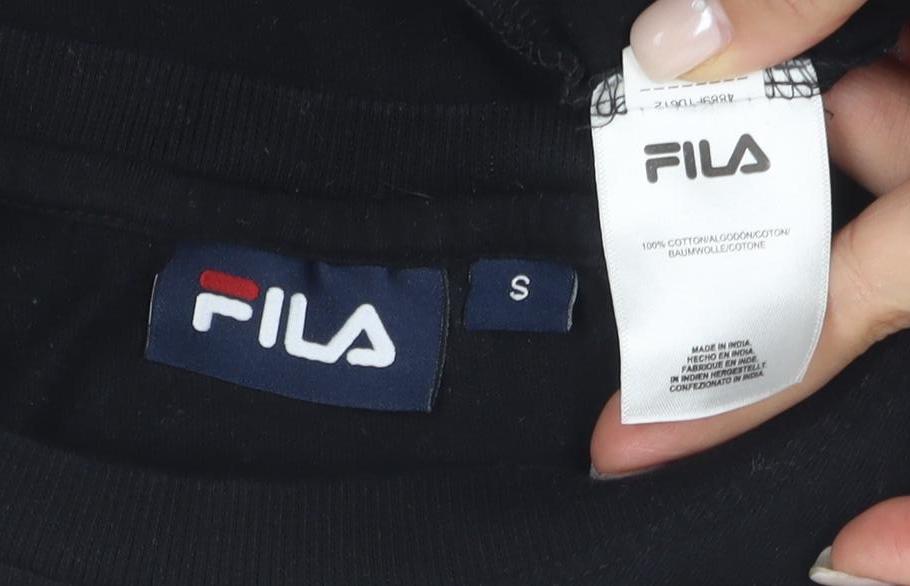 FILA
S
FILA
100% COTTON/ALGODÓN/COTON/
BAUMWOLLE/COTONE
MADE IN INDIA.
HECHO EN INDIA.
FABRIQUE EN INDE.
IN INDIEN HERGESTELLT.
CONFEZIONATO IN INDIA.